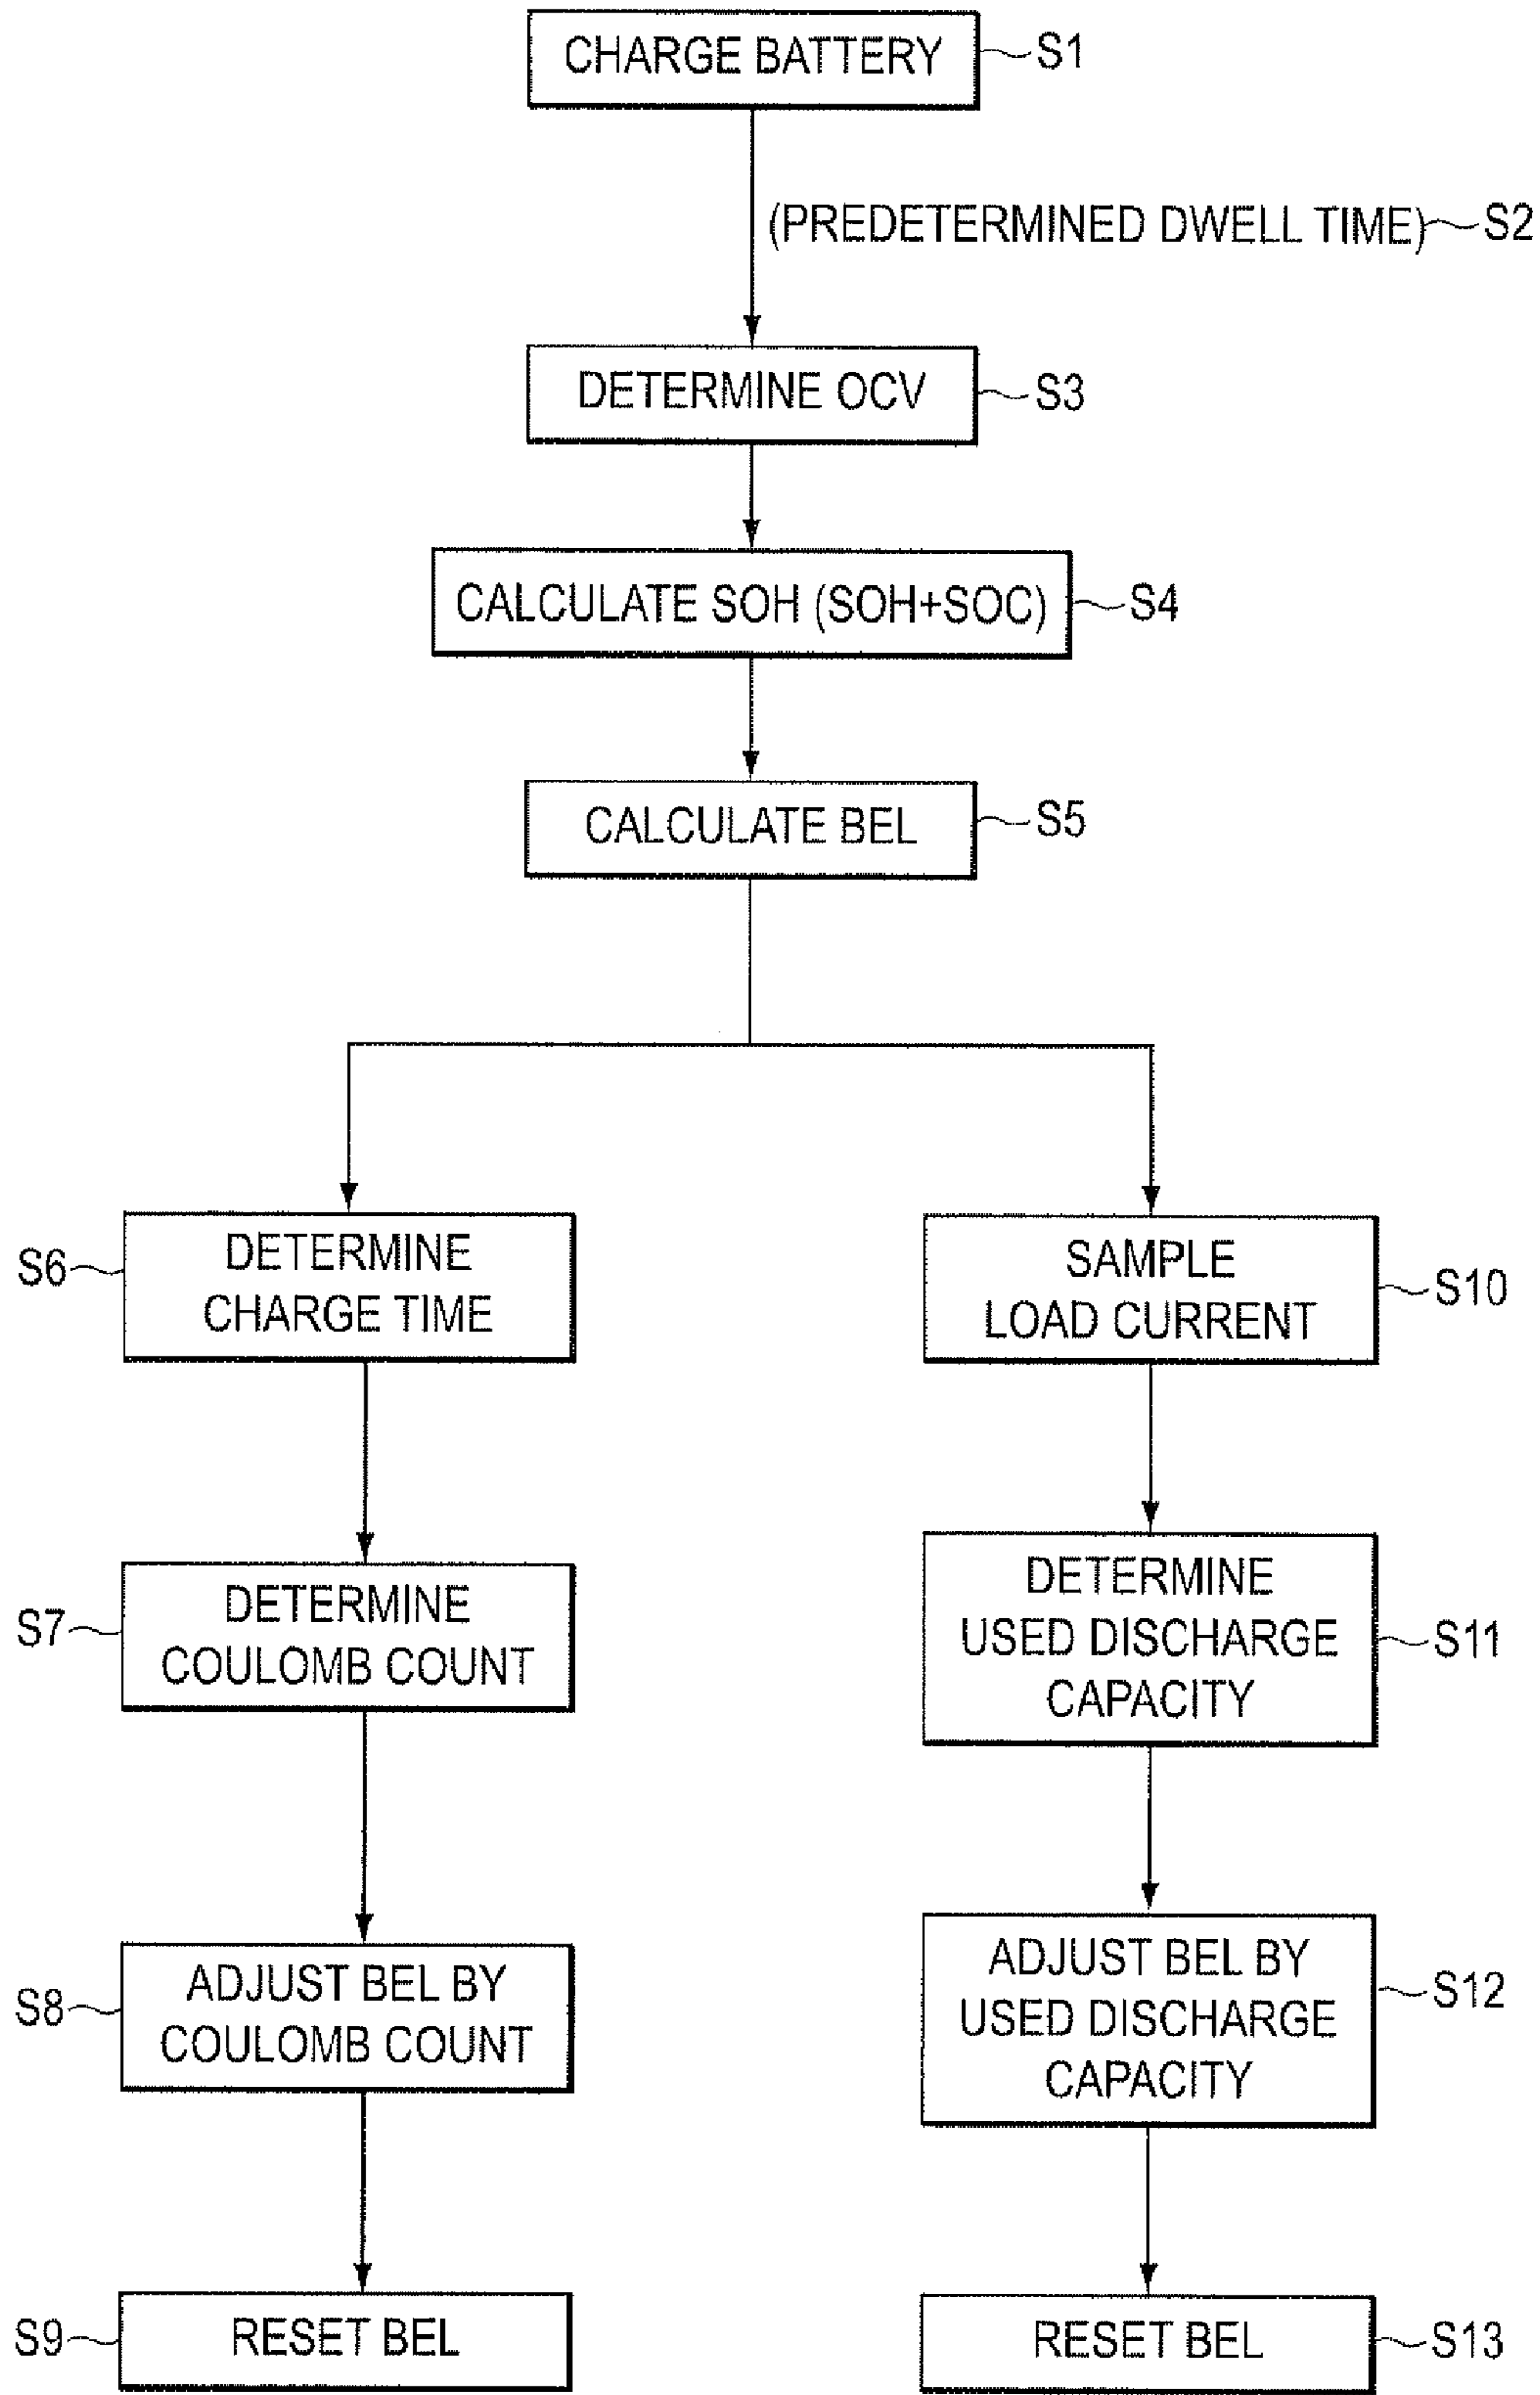 CHARGE BATTERY
S1
(PREDETERMINED DWELL TIME)
S2
DETERMINE OCV
S3
CALCULATE SOH (SOH+SOC)
S4
CALCULATE BEL
S5
S6
DETERMINE
CHARGE TIME
S7
DETERMINE
COULOMB COUNT
S8
ADJUST BEL BY
COULOMB COUNT
S9
RESET BEL
SAMPLE
LOAD CURRENT
S10
DETERMINE
USED DISCHARGE
CAPACITY
S11
ADJUST BEL BY
USED DISCHARGE
CAPACITY
S12
RESET BEL
S13